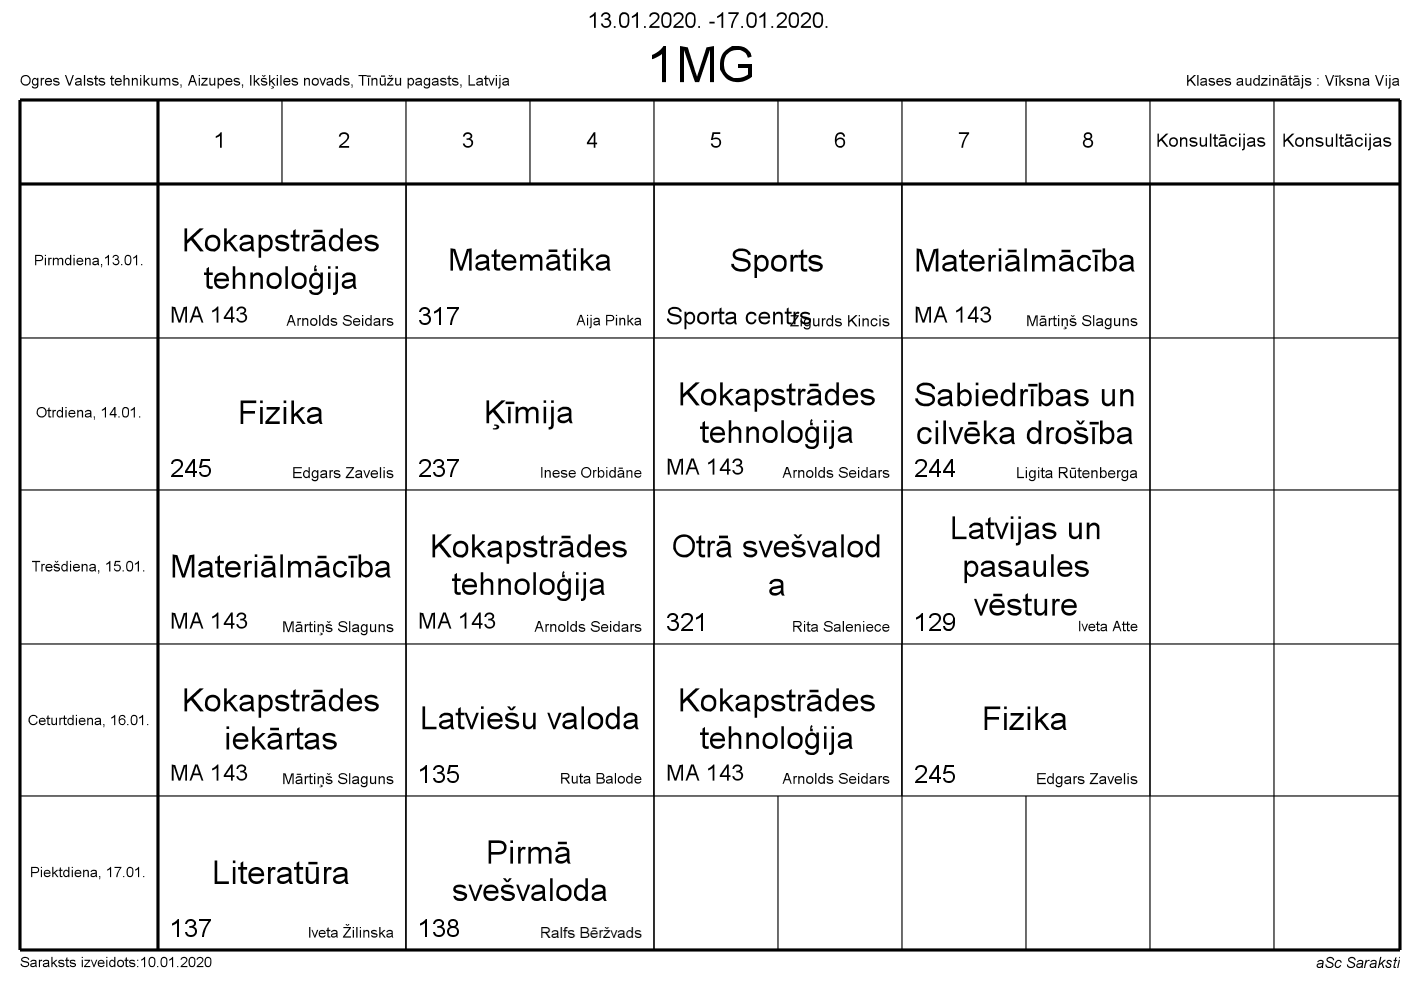 13.01.2020. -17.01.2020.
1MG
Ogres Valsts tehnikums, Aizupes, Ikšķiles novads, Tīnūžu pagasts, Latvija
Klases audzinātājs : Vīksna Vija
1 2 3 4 5 6 7 8 Konsultācijas Konsultācijas
Pirmdiena,13.01.
Kokapstrādes
tehnoloģija
MA 143 Arnolds Seidars
Matemātika
317 Aija Pinka
Sports
Sporta centrs Zigurds Kincis
Materiālmācība
MA 143 Mārtiņš Slaguns
Otrdiena, 14.01.
Fizika
245 Edgars Zavelis
Ķīmija
237 Inese Orbidāne
Kokapstrādes
tehnoloģija
MA 143 Arnolds Seidars
Sabiedrības un
cilvēka drošība
244 Ligita Rūtenberga
Trešdiena, 15.01.
Materiālmācība
MA 143 Mārtiņš Slaguns
Kokapstrādes
tehnoloģija
MA 143 Arnolds Seidars
Otrā svešvalod
a
321 Rita Saleniece
Latvijas un
pasaules
vēsture
129 Iveta Atte
Ceturtdiena, 16.01.
Kokapstrādes
iekārtas
MA 143 Mārtiņš Slaguns
Latviešu valoda
135 Ruta Balode
Kokapstrādes
tehnoloģija
MA 143 Arnolds Seidars
Fizika
245 Edgars Zavelis
Piektdiena, 17.01.
Literatūra
137 Iveta Žilinska
Pirmā
svešvaloda
138 Ralfs Bēržvads
Saraksts izveidots:10.01.2020
aSc Saraksti